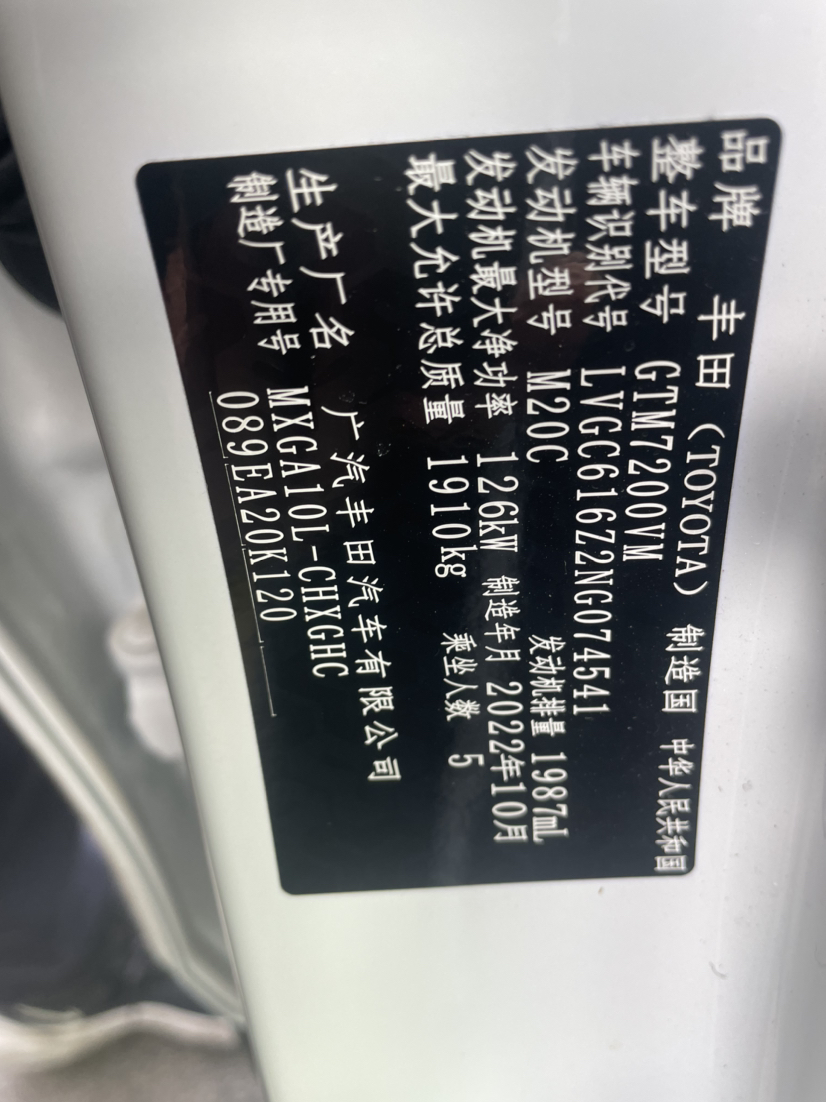 品牌 丰田（TOYOTA） 制造国 中华人民共和国
整车型号 GTM7200VM
车辆识别代号 LVGC616Z2NG074541
发动机型号 M20C 发动机排量 1987mL
发动机最大净功率 126kW 制造年月 2022年10月
最大允许总质量 1910kg 乘坐人数 5
生产厂名 广汽丰田汽车有限公司
制造厂专用号 MXGA10L-CHXGHC
089EA20K120